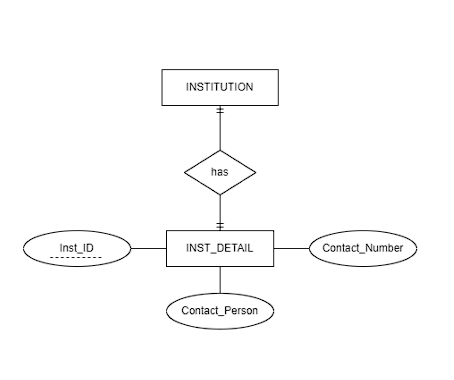 INSTITUTION
has
Inst_ID
INST_DETAIL
Contact_Number
Contact_Person